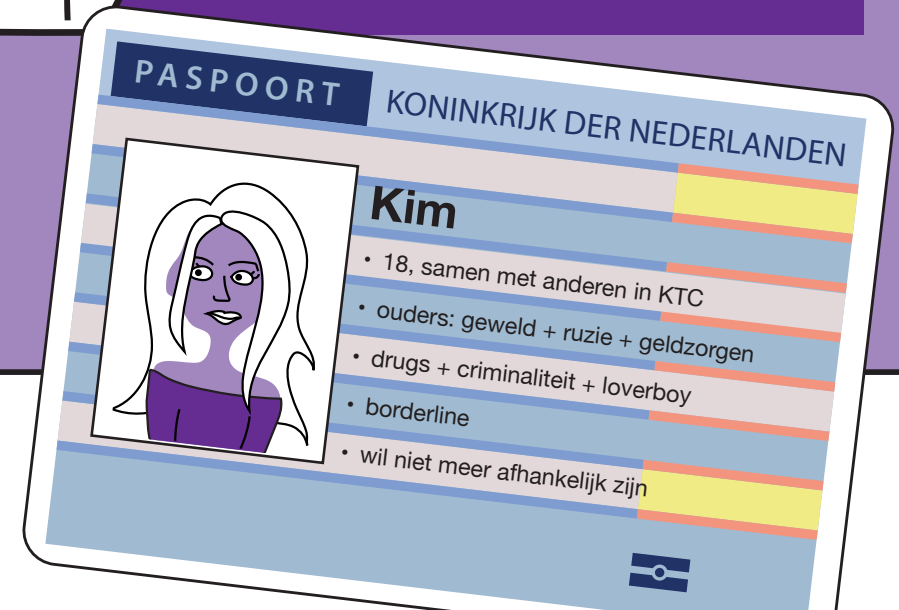 PASPOORT
KONINKRIJK DER NEDERLANDEN
Kim
• 18, samen met anderen in KTC
• ouders: geweld + ruzie + geldzorgen
• drugs + criminaliteit + loverboy
• borderline
• wil niet meer afhankelijk zijn